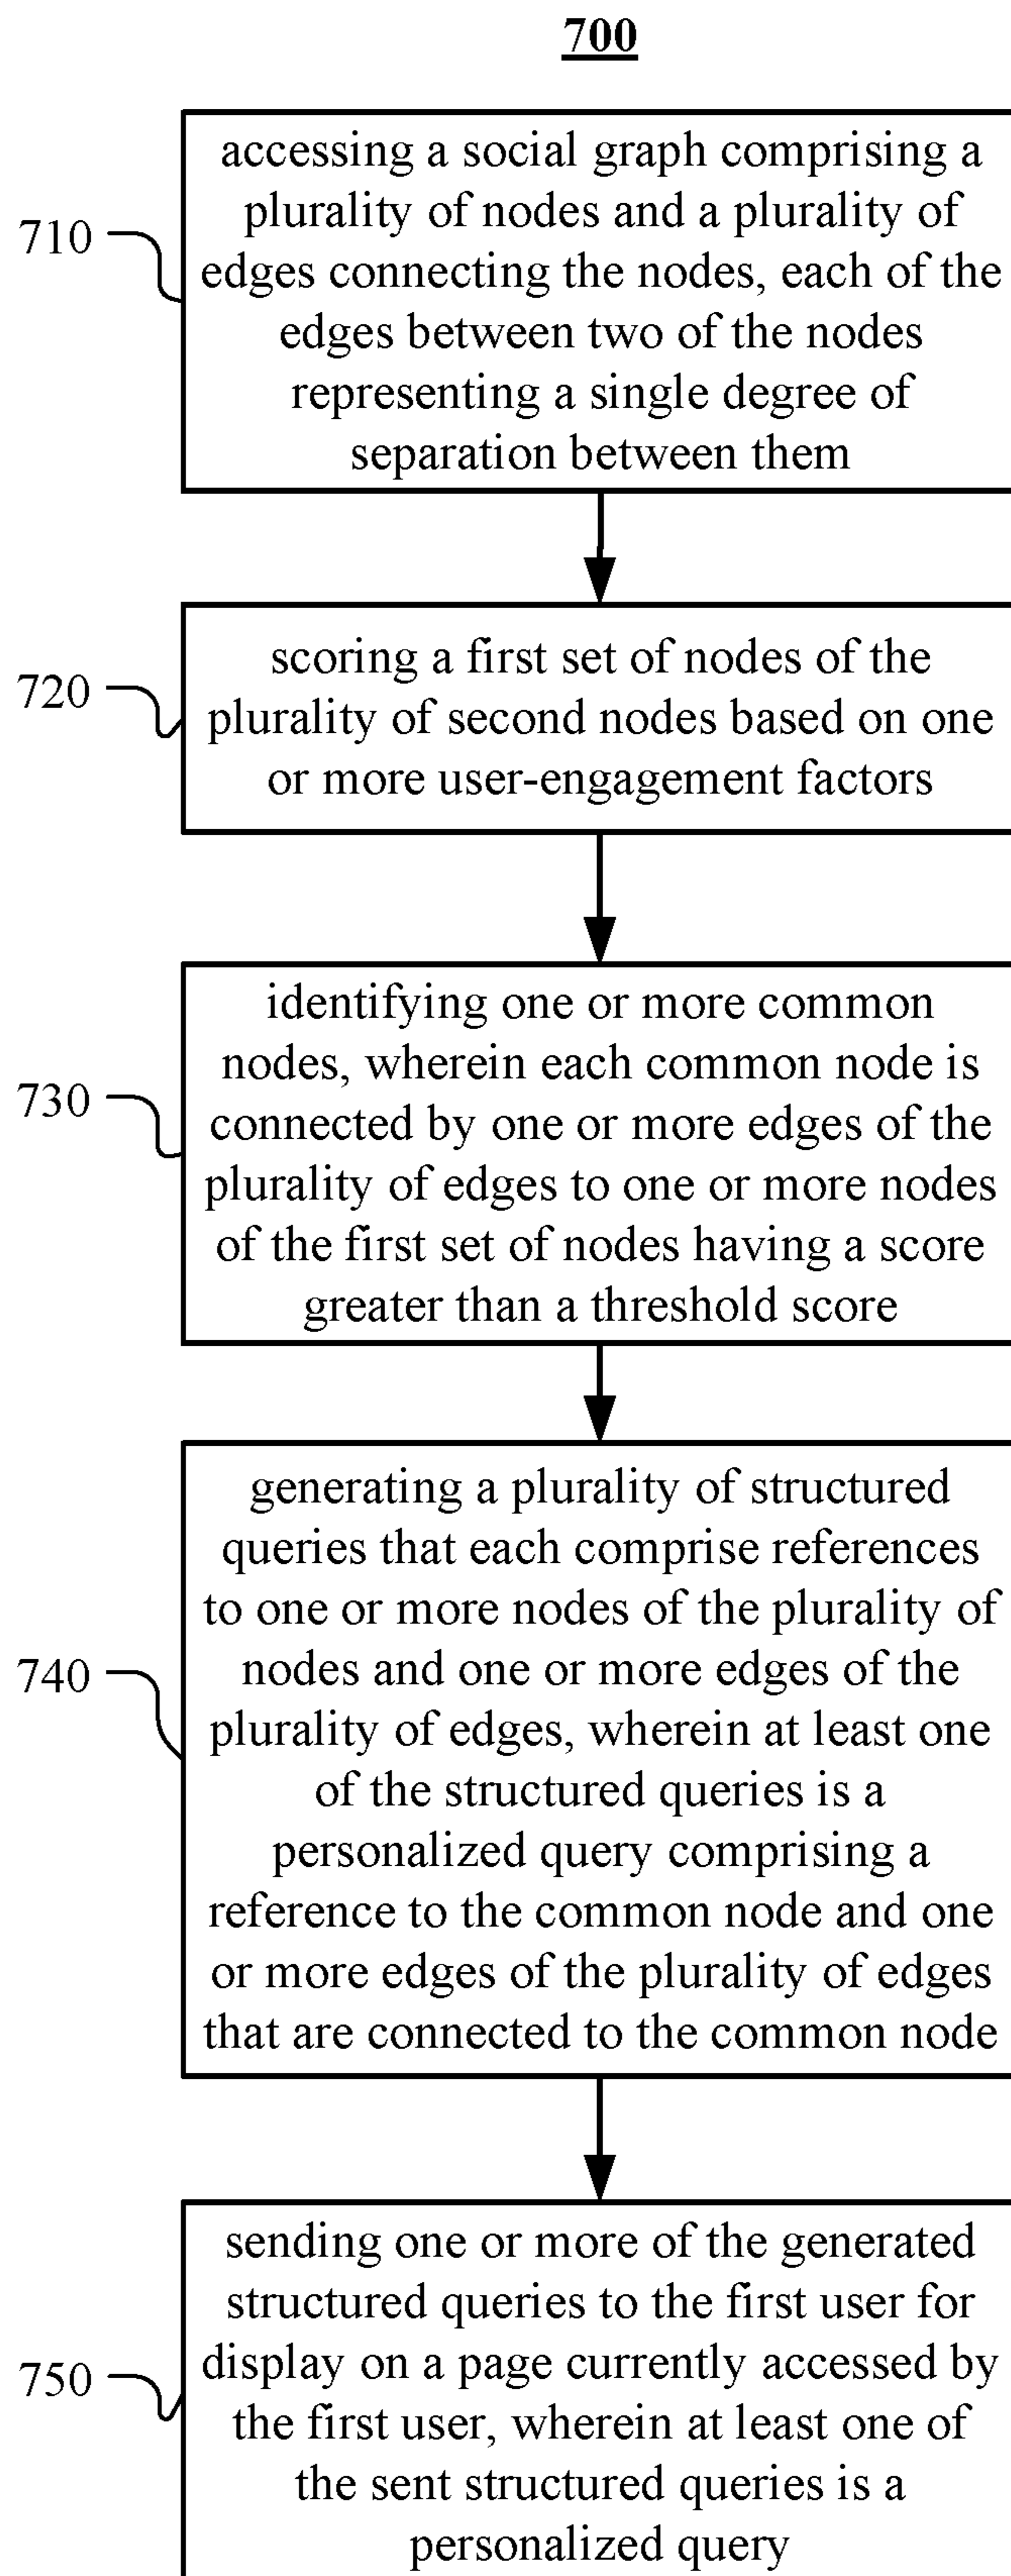 700
710
accessing a social graph comprising a
plurality of nodes and a plurality of
edges connecting the nodes, each of the
edges between two of the nodes
representing a single degree of
separation between them
720
scoring a first set of nodes of the
plurality of second nodes based on one
or more user-engagement factors
730
identifying one or more common
nodes, wherein each common node is
connected by one or more edges of the
plurality of edges to one or more nodes
of the first set of nodes having a score
greater than a threshold score
740
generating a plurality of structured
queries that each comprise references
to one or more nodes of the plurality of
nodes and one or more edges of the
plurality of edges, wherein at least one
of the structured queries is a
personalized query comprising a
reference to the common node and one
or more edges of the plurality of edges
that are connected to the common node
750
sending one or more of the generated
structured queries to the first user for
display on a page currently accessed by
the first user, wherein at least one of
the sent structured queries is a
personalized query